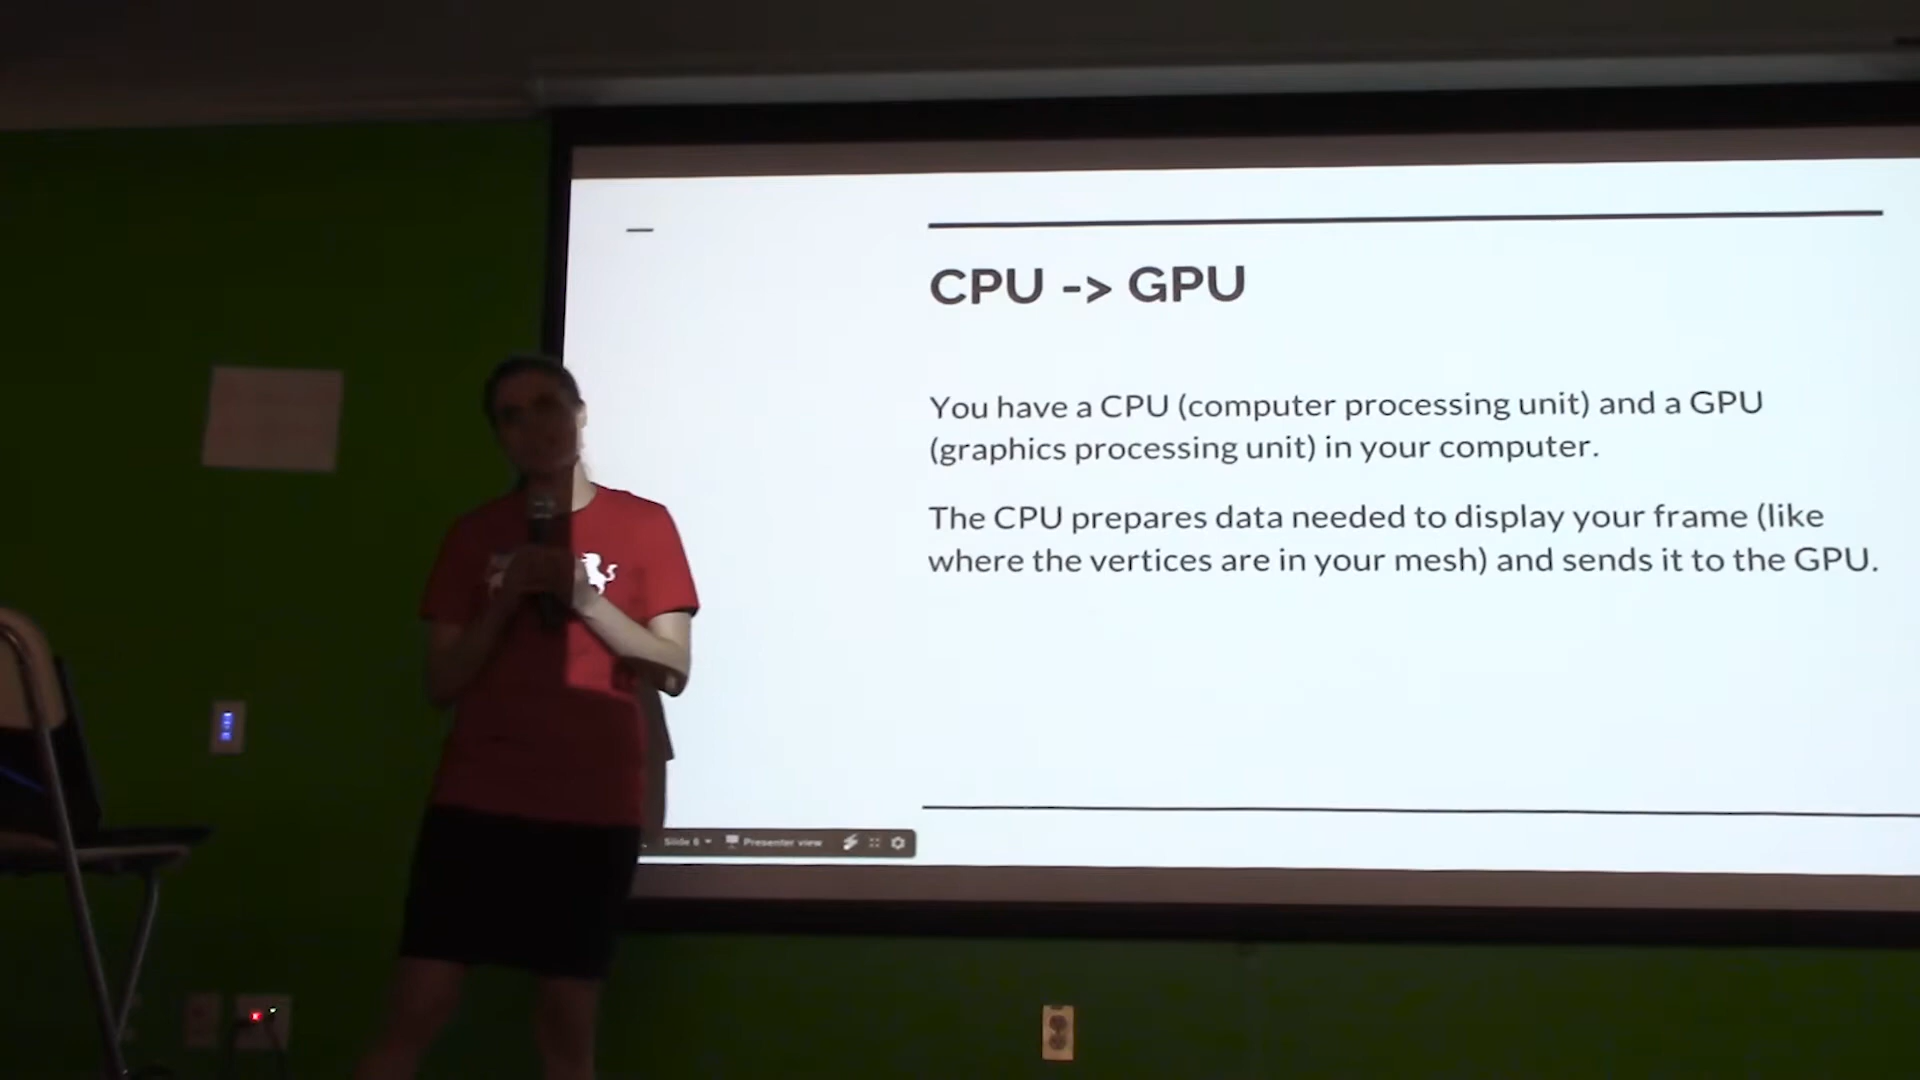 CPU -> GPU
You have a CPU (computer processing unit) and a GPU
(graphics processing unit) in your computer.
The CPU prepares data needed to display your frame (like
where the vertices are in your mesh) and sends it to the GPU.
Slide 6
Presenter view